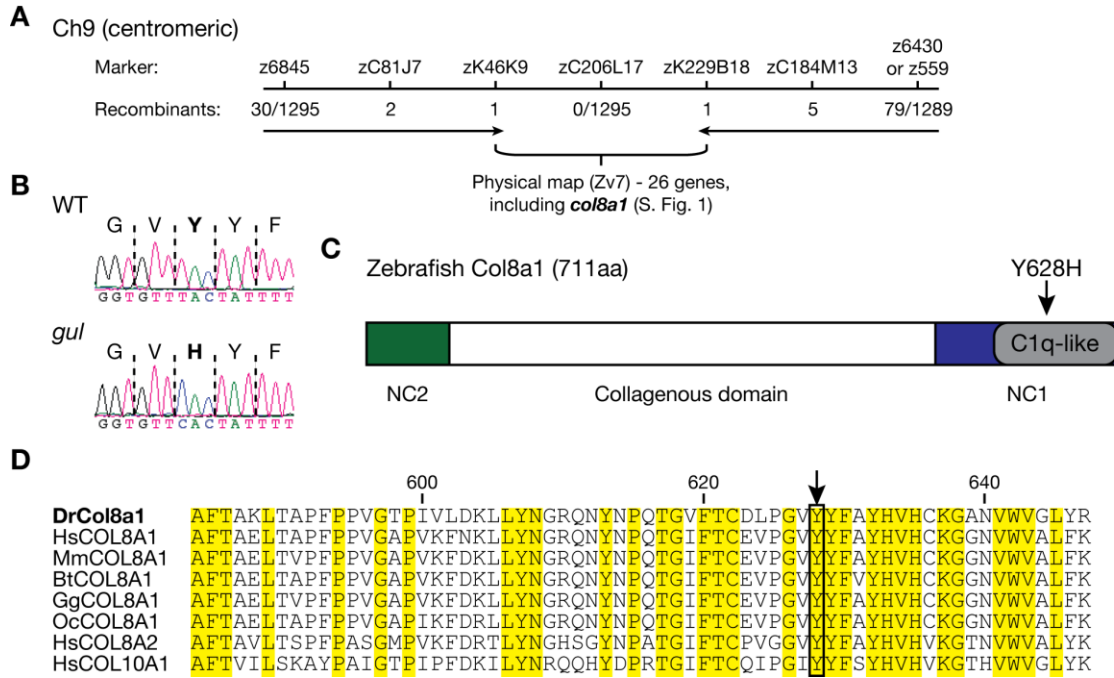 A
Ch9 (centromeric)
Marker: z6845 zC81J7 zK46K9 zC206L17 zK229B18 zC184M13 z6430
or z559
Recombinants: 30/1295 2 1 0/1295 1 5 79/1289
Physical map (Zv7) - 26 genes,
including col8a1 (S. Fig. 1)
B
WT
G V Y Y F
G G T G T T T A C T A T T T T
gul
G V H Y F
G G T G T T C A C T A T T T T
C
Zebrafish Col8a1 (711aa)
Y628H
C1q-like
NC2 Collagenous domain NC1
D
600 620 640
DrCol8a1 AFTAKLTAPFPPVGTPIVLDKLLYNGRQNYNPQTGVFTCDLPGVYYFAYHVHCKGANVWVGLYR
HsCOL8A1 AFTAELTAPFPPVGAPVKFNKLLYNGRQNYNPQTGIFTCEVPGVYYFAYHVHCKGGNVWVALFK
MmCOL8A1 AFTAELTVPFPPVGAPVKFDKLLYNGRQNYNPQTGIFTCEVPGVYYFAYHVHCKGGNVWVALFK
BtCOL8A1 AFTAELTAPFPPVGAPVKFDKLLYNGRQNYNPQTGIFTCEVPGVYYFVYHVHCKGGNVWVALFK
GgCOL8A1 AFTAELTVPFPPVGAPVKFDKLLYNGRQNYNPQTGIFTCEVPGVYYFAYHVHCKGGNVWVALFK
OcCOL8A1 AFTAELTVPFPPVGAPVKFDRLLYNGRQNYNPQTGIFTCEVPGVYYFAYHVHCKGGNVWVALFK
HsCOL8A2 AFTAVLTSPFPASGMPVKFDRTLYNGHSGYNPATGIFTCPVGGVYYFAYHVHVKGTNVWVALYK
HsCOL10A1 AFTVILSKAYPAIGTPIPFDKILYNRQQHYDPRTGIFTCQIPGIYYFSYHVHVKGTHVWVGLYK